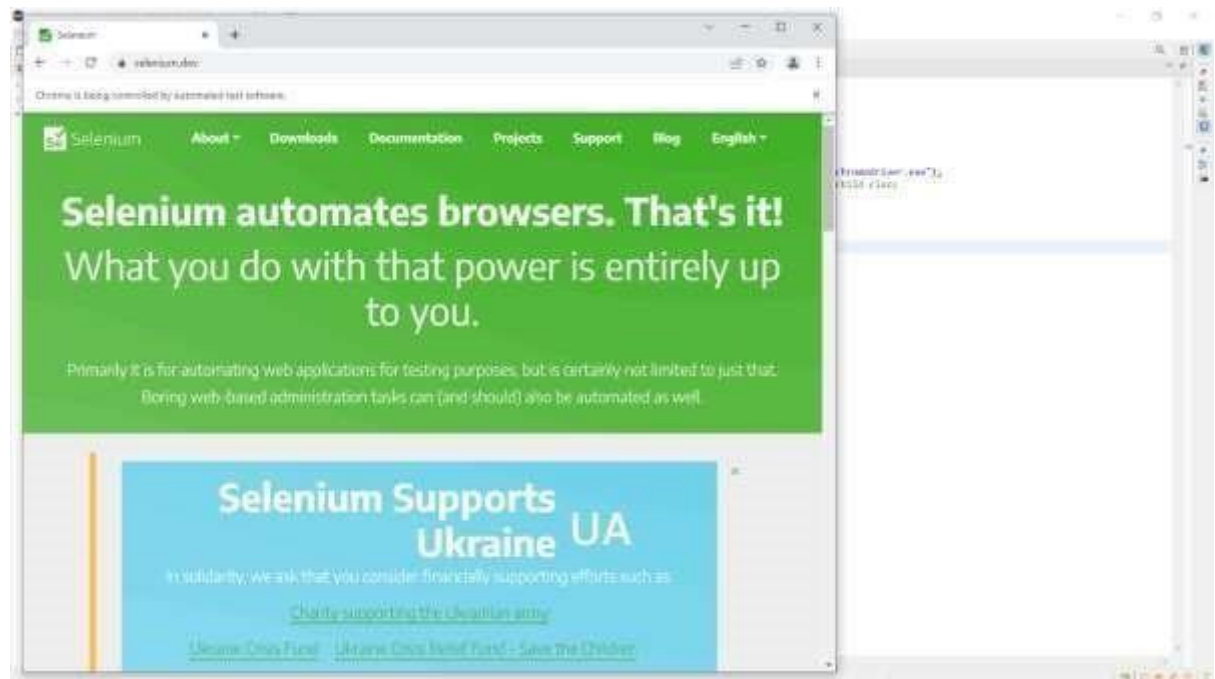 Selenium
selenium.dev
Chrome is being controlled by automated test software.
Selenium About Downloads Documentation Projects Support Blog English
Selenium automates browsers. That's it!
What you do with that power is entirely up
to you.
Primarily it is for automating web applications for testing purposes, but is certainly not limited to just that.
Boring web-based administration tasks can (and should) also be automated as well.
Selenium Supports
Ukraine
UA
In solidarity, we ask that you consider financially supporting efforts such as:
Charity supporting the Ukrainian army
Ukraine Crisis Fund Ukraine Crisis Relief Fund - Save the Children
chromedriver.exe");
child class